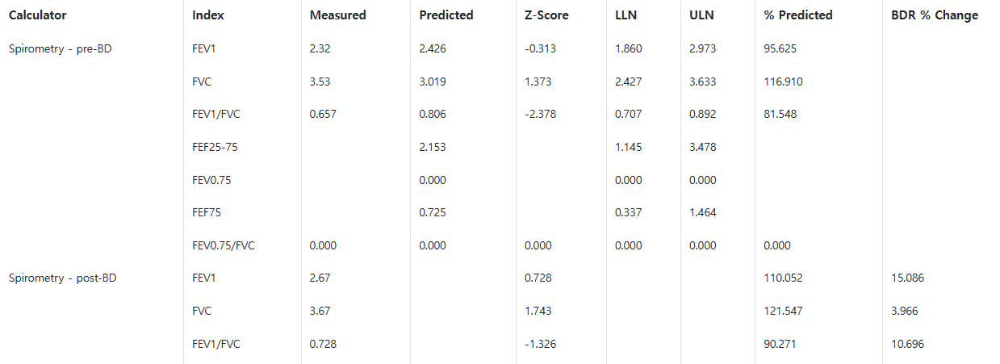 Calculator Index Measured Predicted Z-Score LLN ULN % Predicted BDR % Change
Spirometry - pre-BD FEV1 2.32 2.426 -0.313 1.860 2.973 95.625
FVC 3.53 3.019 1.373 2.427 3.633 116.910
FEV1/FVC 0.657 0.806 -2.378 0.707 0.892 81.548
FEF25-75 2.153 1.145 3.478
FEV0.75 0.000 0.000 0.000
FEF75 0.725 0.337 1.464
FEV0.75/FVC 0.000 0.000 0.000 0.000 0.000 0.000
Spirometry - post-BD FEV1 2.67 0.728 110.052 15.086
FVC 3.67 1.743 121.547 3.966
FEV1/FVC 0.728 -1.326 90.271 10.696